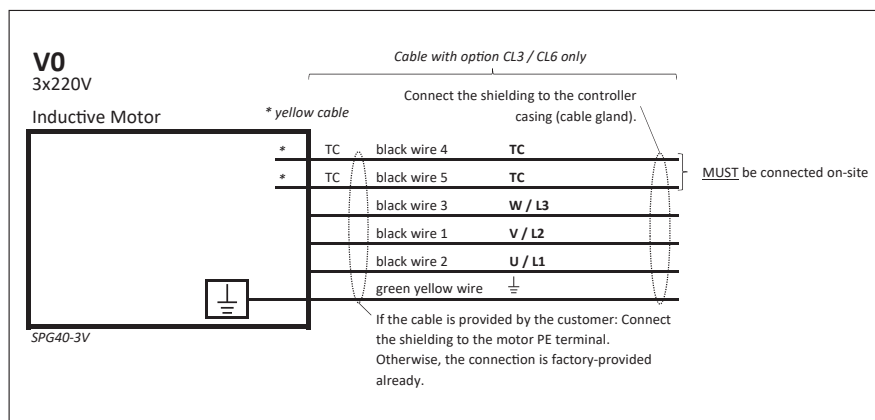 V0
3x220V
Inductive Motor
* yellow cable
Cable with option CL3 / CL6 only
Connect the shielding to the controller
casing (cable gland).
* TC black wire 4 TC
* TC black wire 5 TC
MUST be connected on-site
black wire 3 W / L3
black wire 1 V / L2
black wire 2 U / L1
green yellow wire
If the cable is provided by the customer: Connect
the shielding to the motor PE terminal.
Otherwise, the connection is factory-provided
already.
SPG40-3V